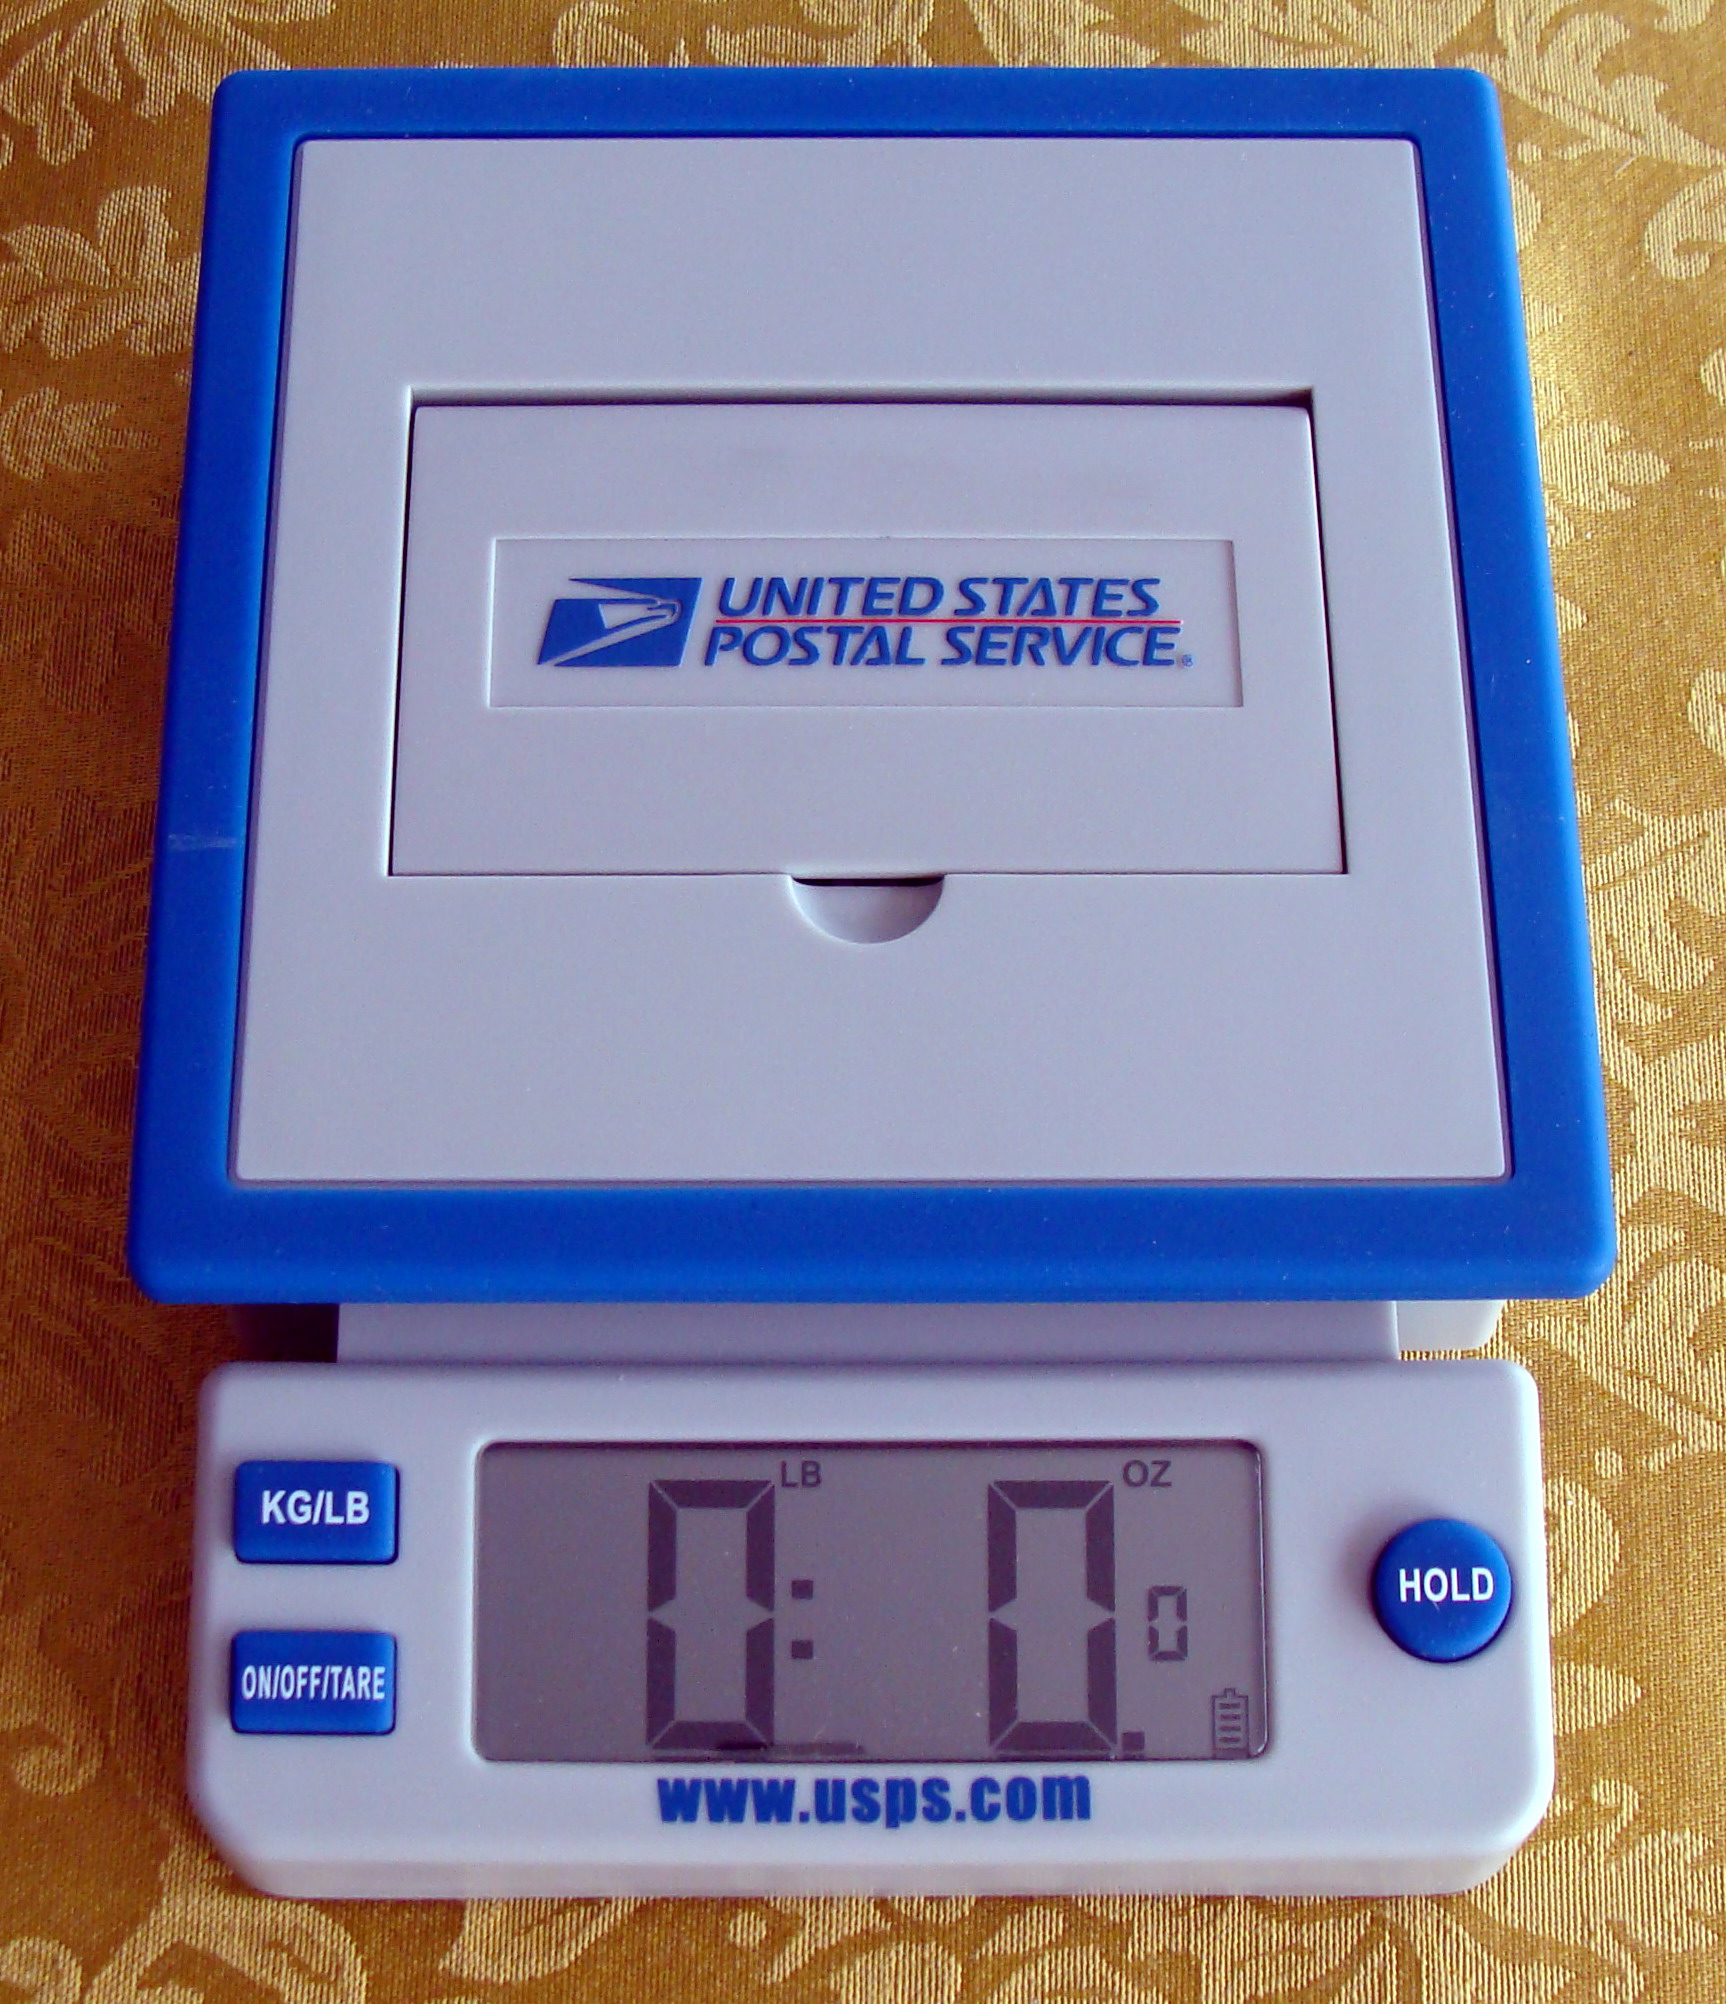 UNITED STATES
POSTAL SERVICE®
KG/LB
ON/OFF/TARE
0 LB : 0.0 OZ
HOLD
www.usps.com